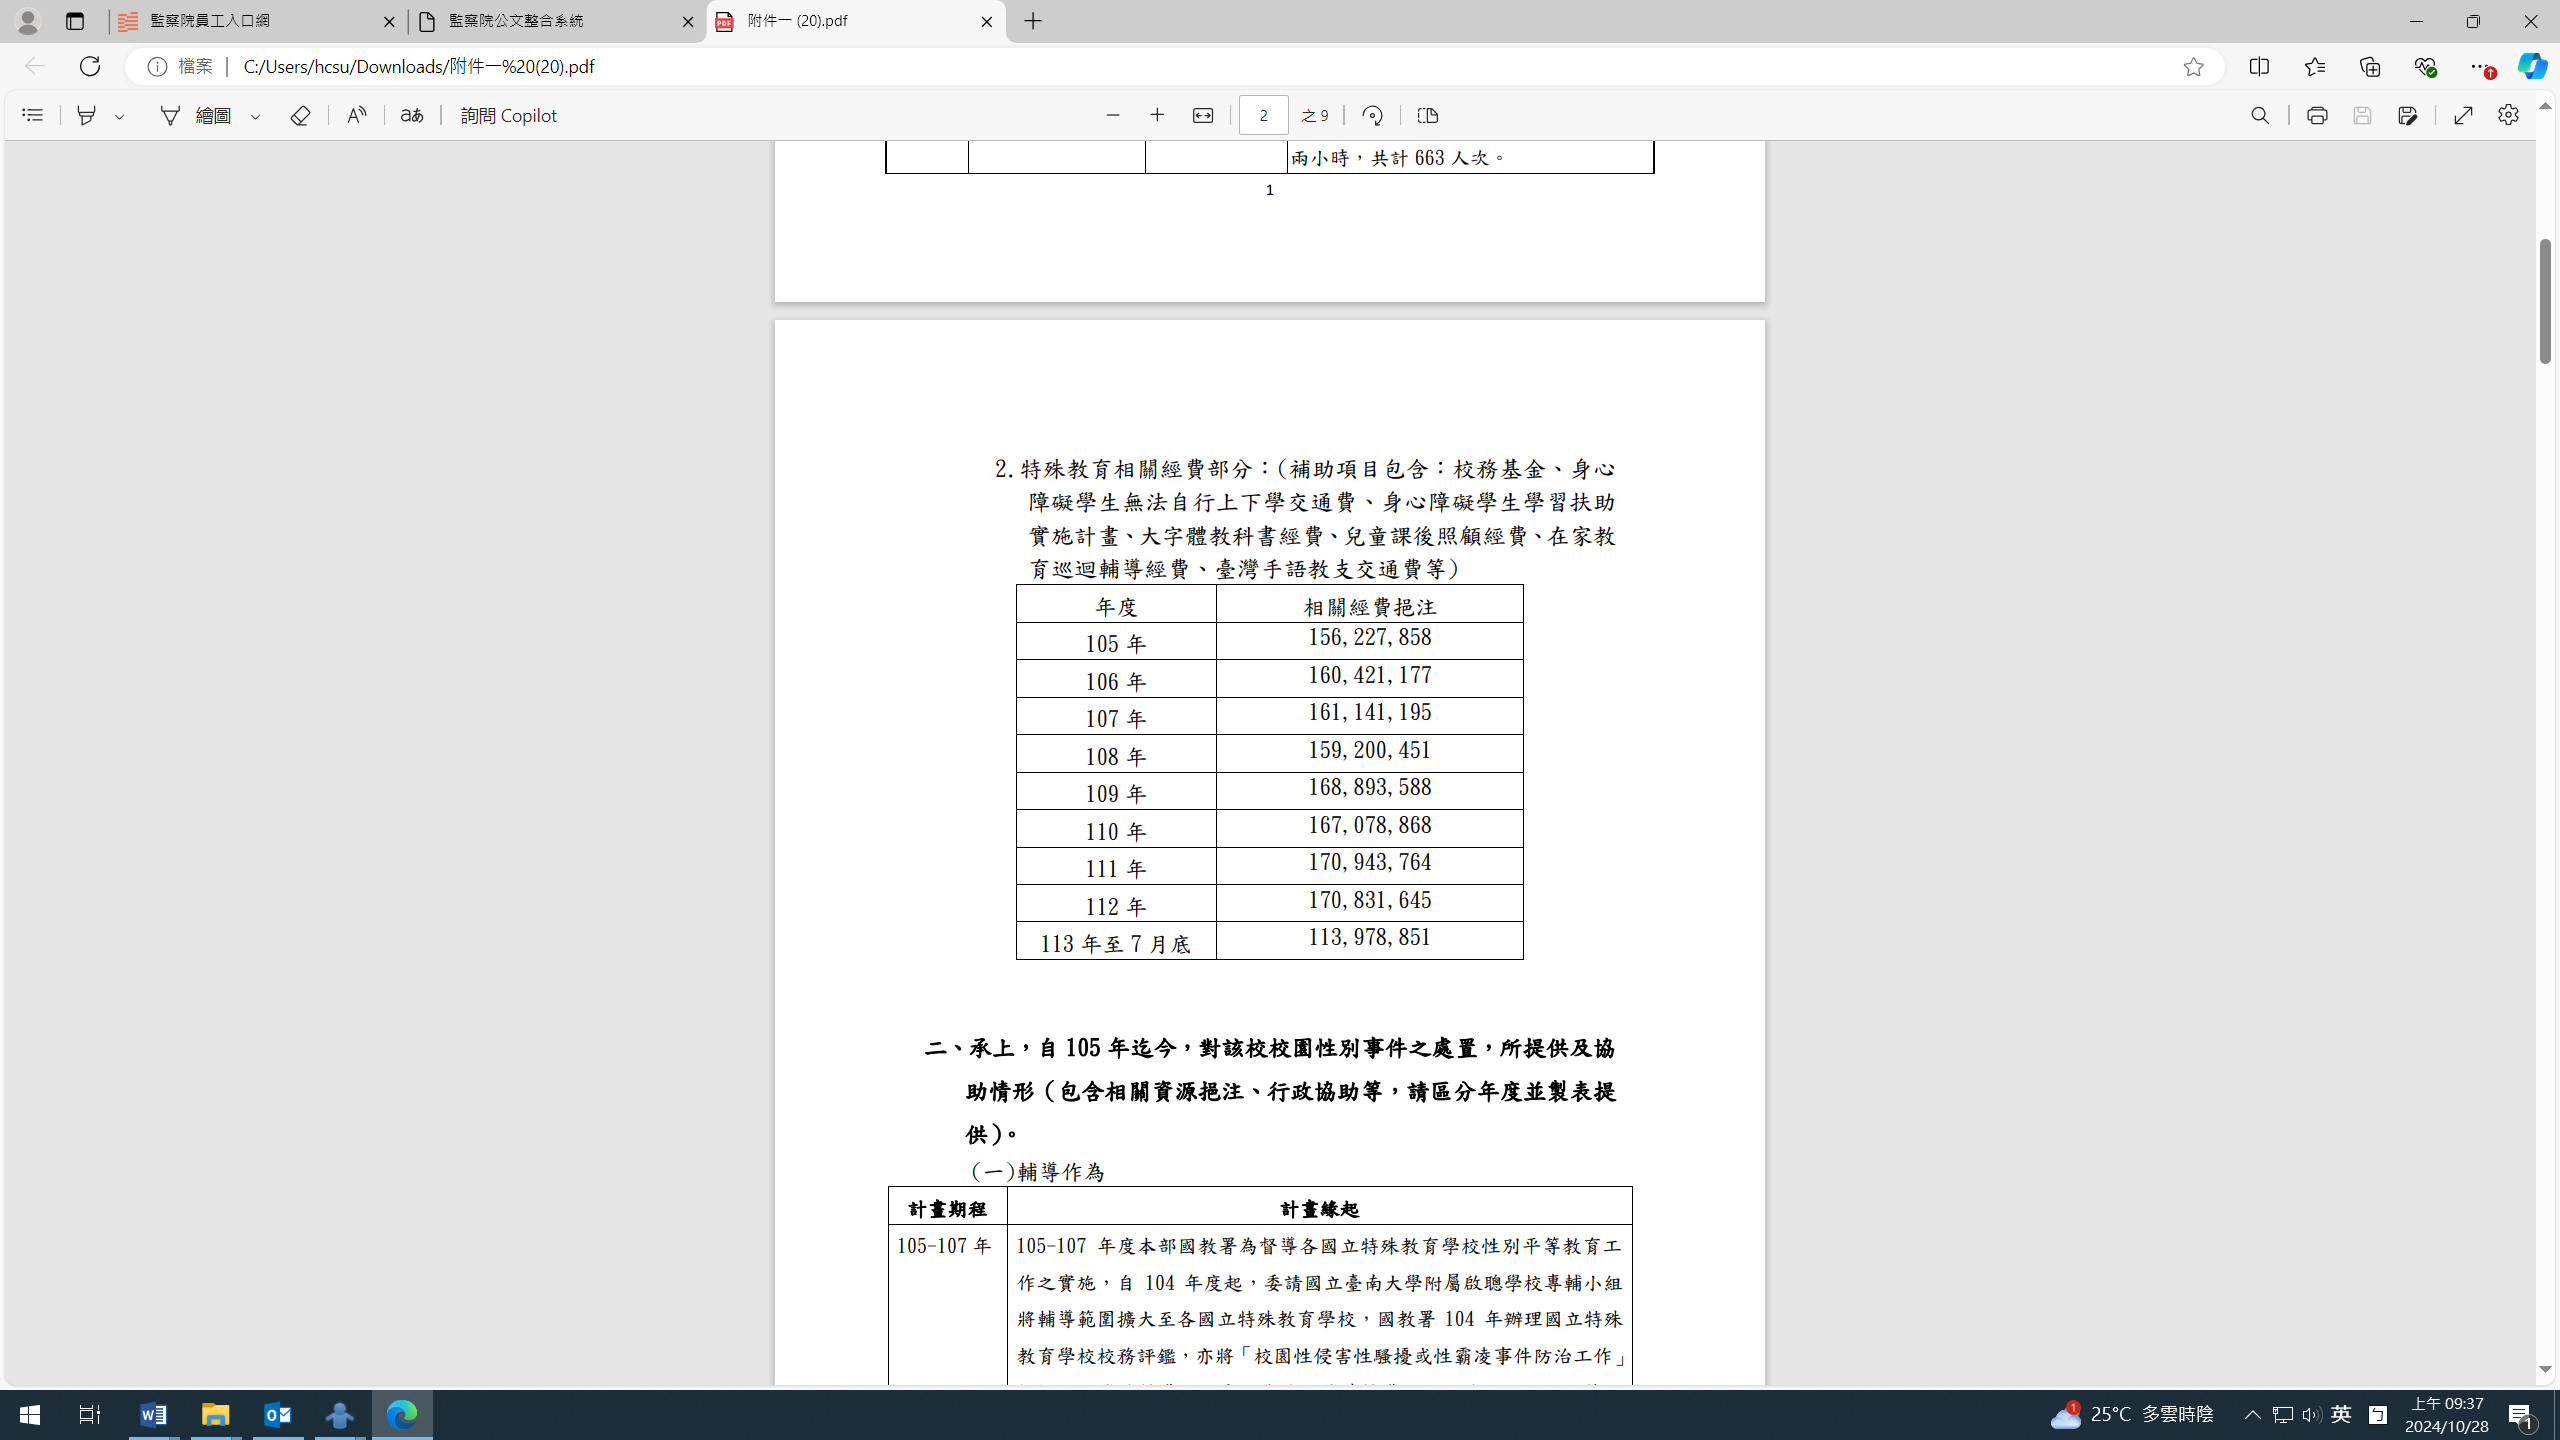 監察院員工入口網
監察院公文整合系統
附件一 (20).pdf
檔案
C:/Users/hcsu/Downloads/附件一%20(20).pdf
繪圖
aあ
詢問 Copilot
2
之 9
兩小時，共計 663 人次。
1
2.特殊教育相關經費部分：(補助項目包含：校務基金、身心
障礙學生無法自行上下學交通費、身心障礙學生學習扶助
實施計畫、大字體教科書經費、兒童課後照顧經費、在家教
育巡迴輔導經費、臺灣手語教支交通費等)
年度 相關經費挹注
105 年 156,227,858
106 年 160,421,177
107 年 161,141,195
108 年 159,200,451
109 年 168,893,588
110 年 167,078,868
111 年 170,943,764
112 年 170,831,645
113 年至 7 月底 113,978,851
二、承上，自 105 年迄今，對該校校園性別事件之處置，所提供及協
助情形（包含相關資源挹注、行政協助等，請區分年度並製表提
供）。
(一)輔導作為
計畫期程 計畫緣起
105-107 年 105-107 年度本部國教署為督導各國立特殊教育學校性別平等教育工
作之實施，自 104 年度起，委請國立臺南大學附屬啟聰學校專輔小組
將輔導範圍擴大至各國立特殊教育學校，國教署 104 年辦理國立特殊
教育學校校務評鑑，亦將「校園性侵害性騷擾或性霸凌事件防治工作」
1
25°C 多雲時陰
英
上午 09:37
2024/10/28
1